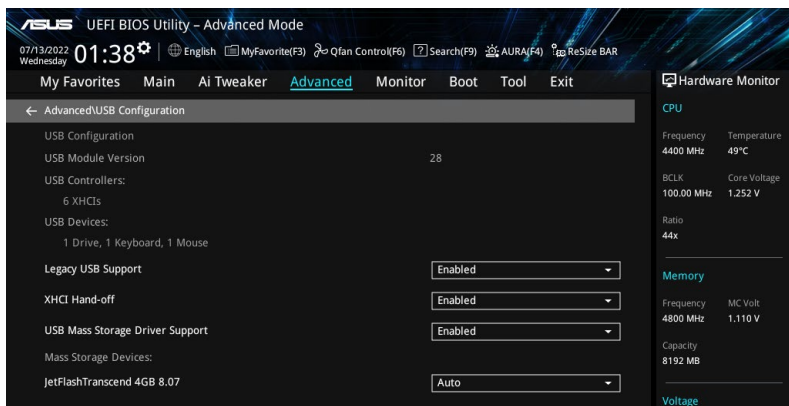 ASUS UEFI BIOS Utility – Advanced Mode
07/13/2022 Wednesday 01:38 English MyFavorite(F3) Qfan Control(F6) ? Search(F9) AURA(F4) ReSize BAR
My Favorites Main Ai Tweaker Advanced Monitor Boot Tool Exit
← Advanced\USB Configuration
USB Configuration
USB Module Version 28
USB Controllers:
6 XHCIs
USB Devices:
1 Drive, 1 Keyboard, 1 Mouse
Legacy USB Support Enabled
XHCI Hand-off Enabled
USB Mass Storage Driver Support Enabled
Mass Storage Devices:
JetFlashTranscend 4GB 8.07 Auto
Hardware Monitor
CPU
Frequency Temperature
4400 MHz 49°C
BCLK Core Voltage
100.00 MHz 1.252 V
Ratio
44x
Memory
Frequency MC Volt
4800 MHz 1.110 V
Capacity
8192 MB
Voltage